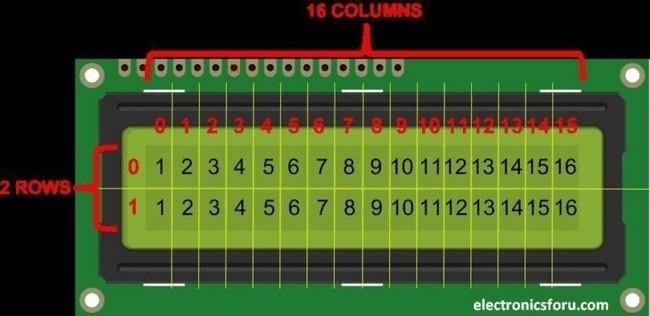 16 COLUMNS
0 1 2 3 4 5 6 7 8 9 10 11 12 13 14 15
0 1 2 3 4 5 6 7 8 9 10 11 12 13 14 15 16
2 ROWS
1 1 2 3 4 5 6 7 8 9 10 11 12 13 14 15 16
electronicsforu.com